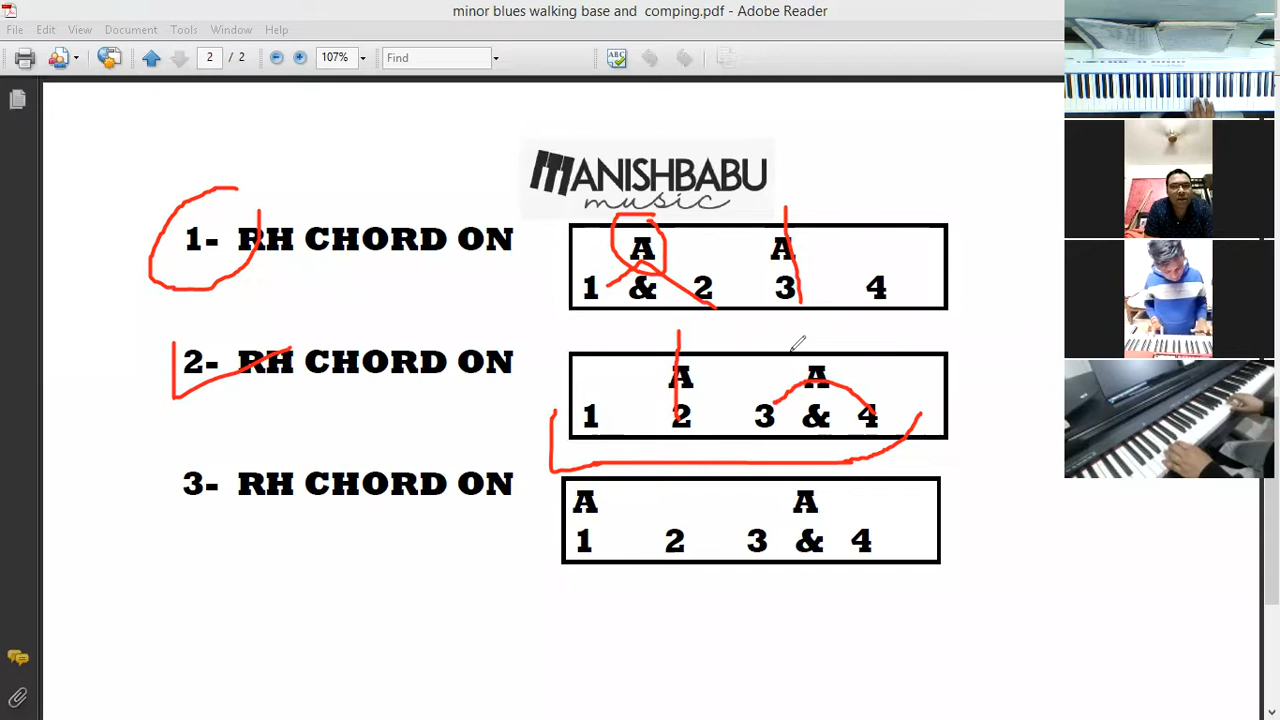 minor blues walking base and comping.pdf - Adobe Reader
File Edit View Document Tools Window Help
2 / 2 107% Find
ABC
MANISHBABU
music
1- RH CHORD ON
A A
1 & 2 3 4
2- RH CHORD ON
A A
1 2 3 & 4
3- RH CHORD ON
A A
1 2 3 & 4